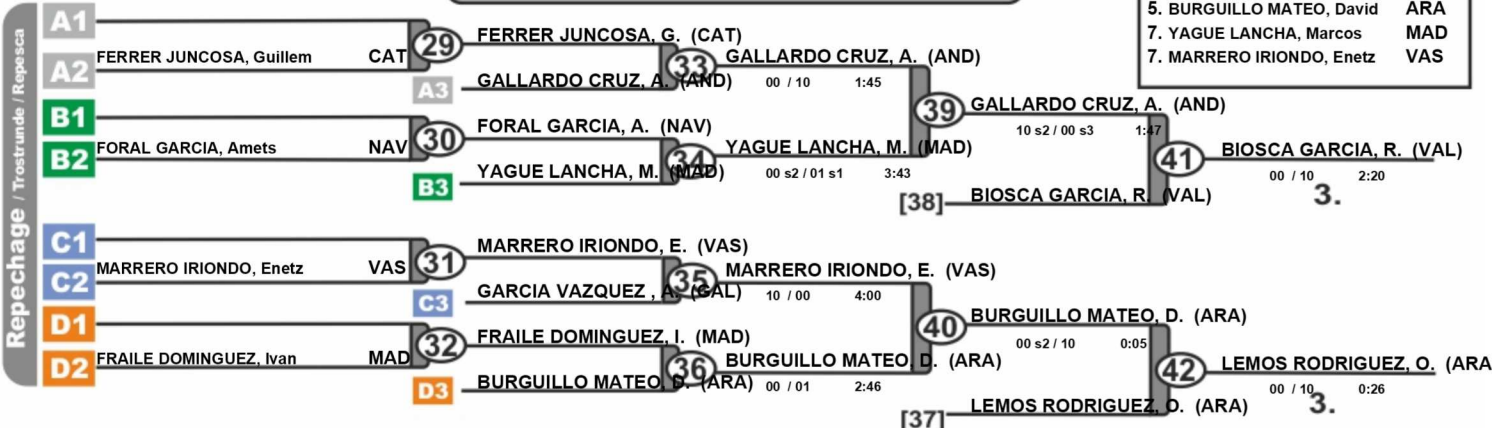 5. BURGUILLO MATEO, David ARA
7. YAGUE LANCHA, Marcos MAD
7. MARRERO IRIONDO, Enetz VAS
Repechage / Trostrunde / Repesca
A1
A2 FERRER JUNCOSA, Guillem CAT
29 FERRER JUNCOSA, G. (CAT)
A3 GALLARDO CRUZ, A. (AND)
33 GALLARDO CRUZ, A. (AND)
00 / 10 1:45
B1
B2 FORAL GARCIA, Amets NAV
30 FORAL GARCIA, A. (NAV)
B3 YAGUE LANCHA, M. (MAD)
34 YAGUE LANCHA, M. (MAD)
00 s2 / 01 s1 3:43
39 GALLARDO CRUZ, A. (AND)
10 s2 / 00 s3 1:47
[38] BIOSCA GARCIA, R. (VAL)
41 BIOSCA GARCIA, R. (VAL)
00 / 10 2:20
3.
C1
C2 MARRERO IRIONDO, Enetz VAS
31 MARRERO IRIONDO, E. (VAS)
C3 GARCIA VAZQUEZ , A. (GAL)
35 MARRERO IRIONDO, E. (VAS)
10 / 00 4:00
D1
D2 FRAILE DOMINGUEZ, Ivan MAD
32 FRAILE DOMINGUEZ, I. (MAD)
D3 BURGUILLO MATEO, D. (ARA)
36 BURGUILLO MATEO, D. (ARA)
00 / 01 2:46
40 BURGUILLO MATEO, D. (ARA)
00 s2 / 10 0:05
[37] LEMOS RODRIGUEZ, O. (ARA)
42 LEMOS RODRIGUEZ, O. (ARA
00 / 10 0:26
3.